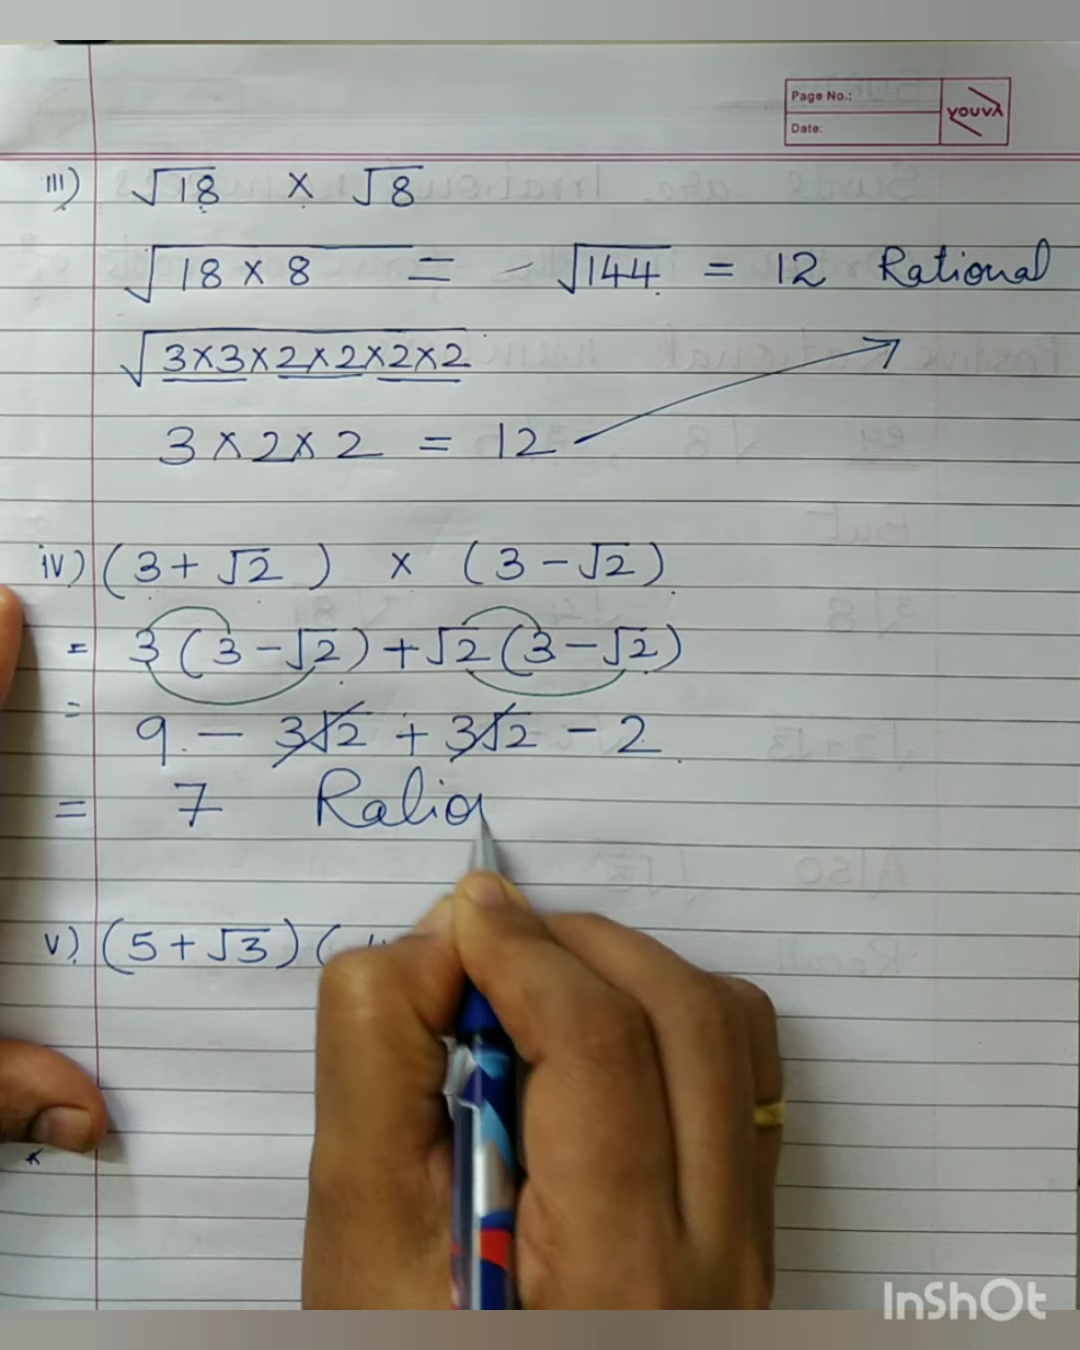 Page No.:
Date:
YOUVA
III) √18 × √8
√18 × 8 = √144 = 12 Rational
√3×3×2×2×2×2
3 × 2 × 2 = 12
iv) (3 + √2) × (3 - √2)
= 3(3 - √2) + √2(3 - √2)
= 9 - 3√2 + 3√2 - 2
= 7 Ratio
v) (5 + √3)(
InShOt